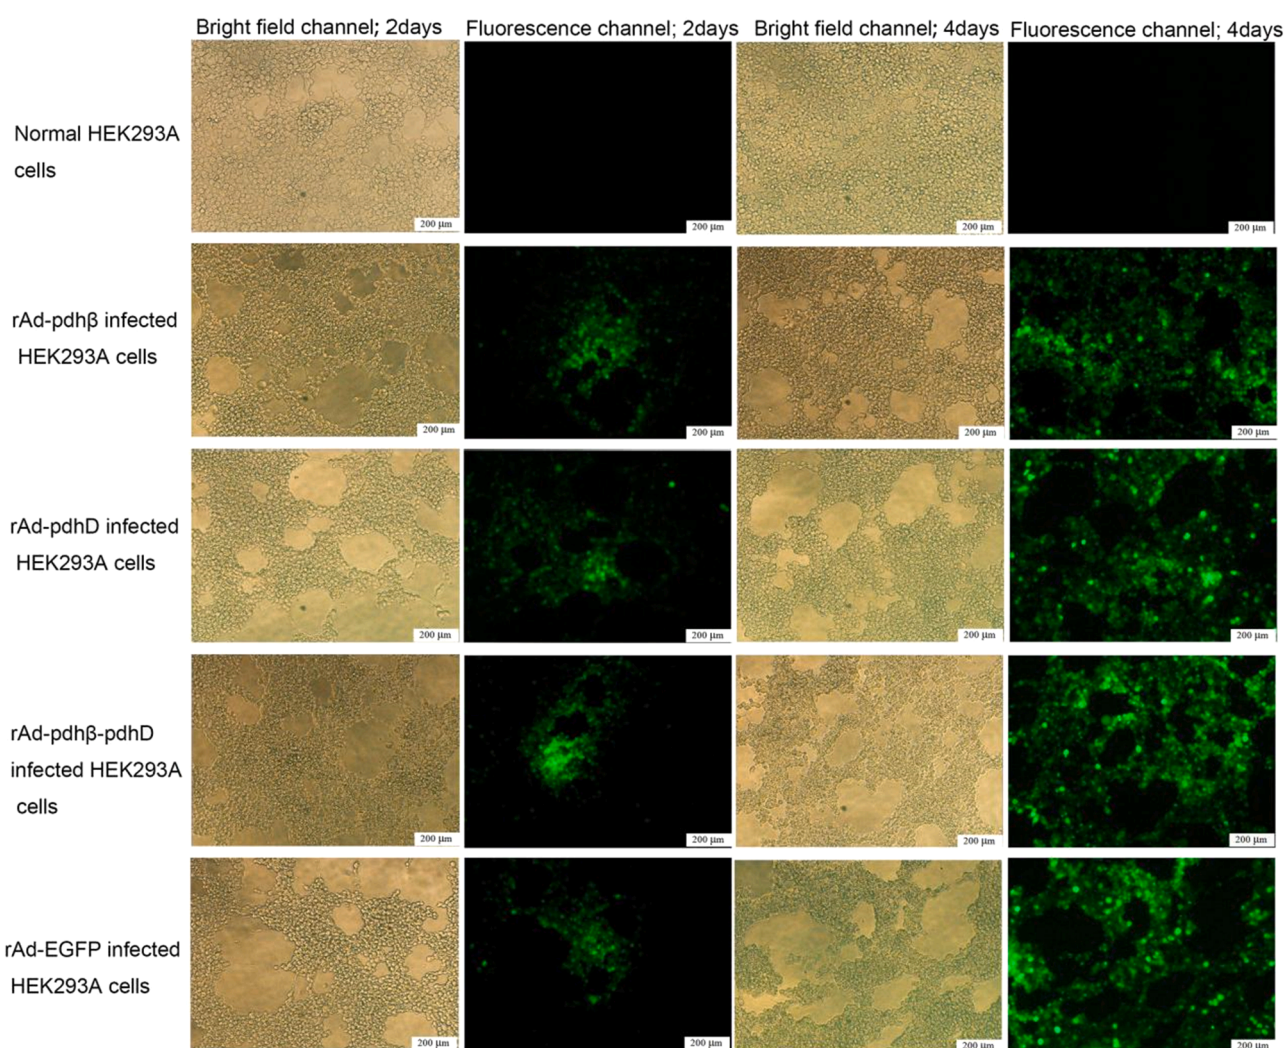 Bright field channel; 2days
Fluorescence channel; 2days
Bright field channel; 4days
Fluorescence channel; 4days
Normal HEK293A
cells
200 μm
200 μm
200 μm
200 μm
rAd-pdhβ infected
HEK293A cells
200 μm
200 μm
200 μm
200 μm
rAd-pdhD infected
HEK293A cells
200 μm
200 μm
200 μm
200 μm
rAd-pdhβ-pdhD
infected HEK293A
cells
200 μm
200 μm
200 μm
200 μm
rAd-EGFP infected
HEK293A cells
200 μm
200 μm
200 μm
200 μm